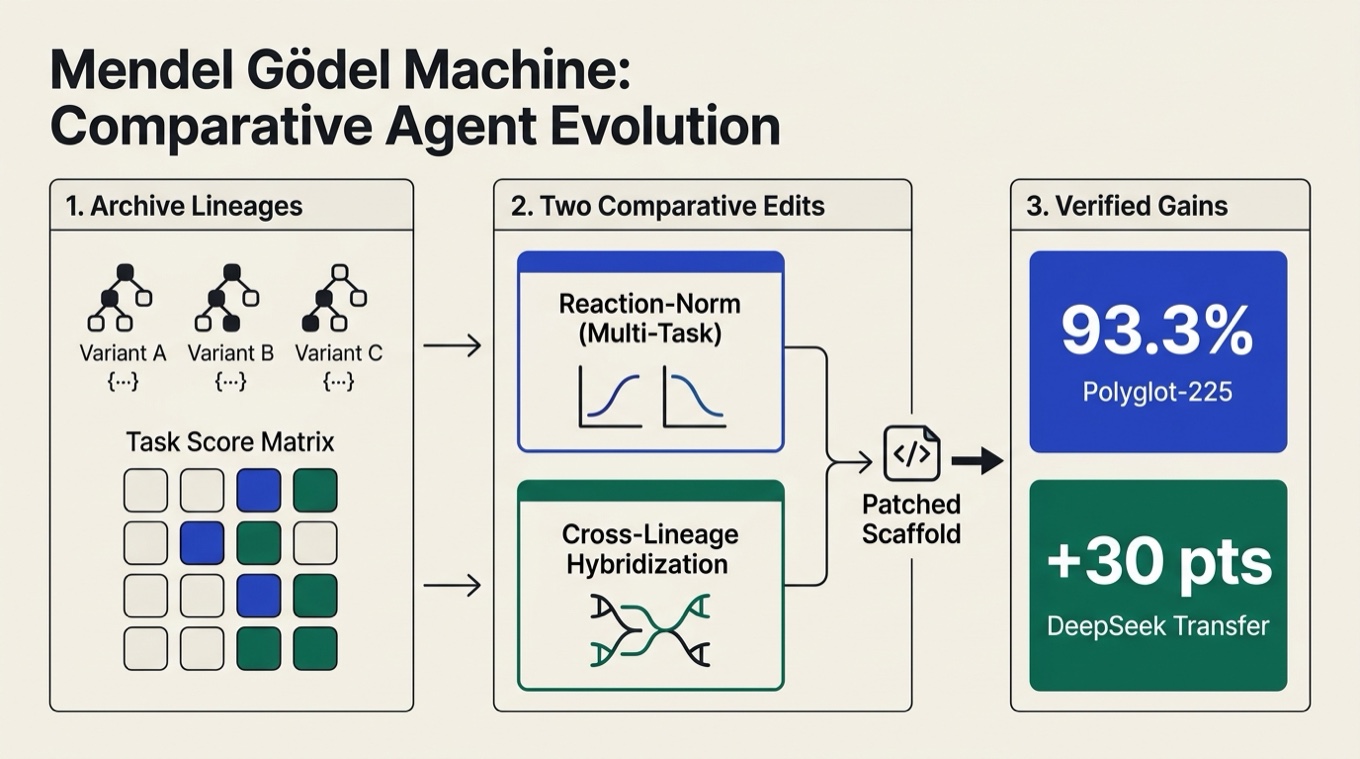 Mendel Gödel Machine:
Comparative Agent Evolution
1. Archive Lineages
Variant A
Variant B
Variant C
{···}
{···}
{···}
Task Score Matrix
2. Two Comparative Edits
Reaction-Norm
(Multi-Task)
Cross-Lineage
Hybridization
</>
Patched
Scaffold
3. Verified Gains
93.3%
Polyglot-225
+30 pts
DeepSeek Transfer